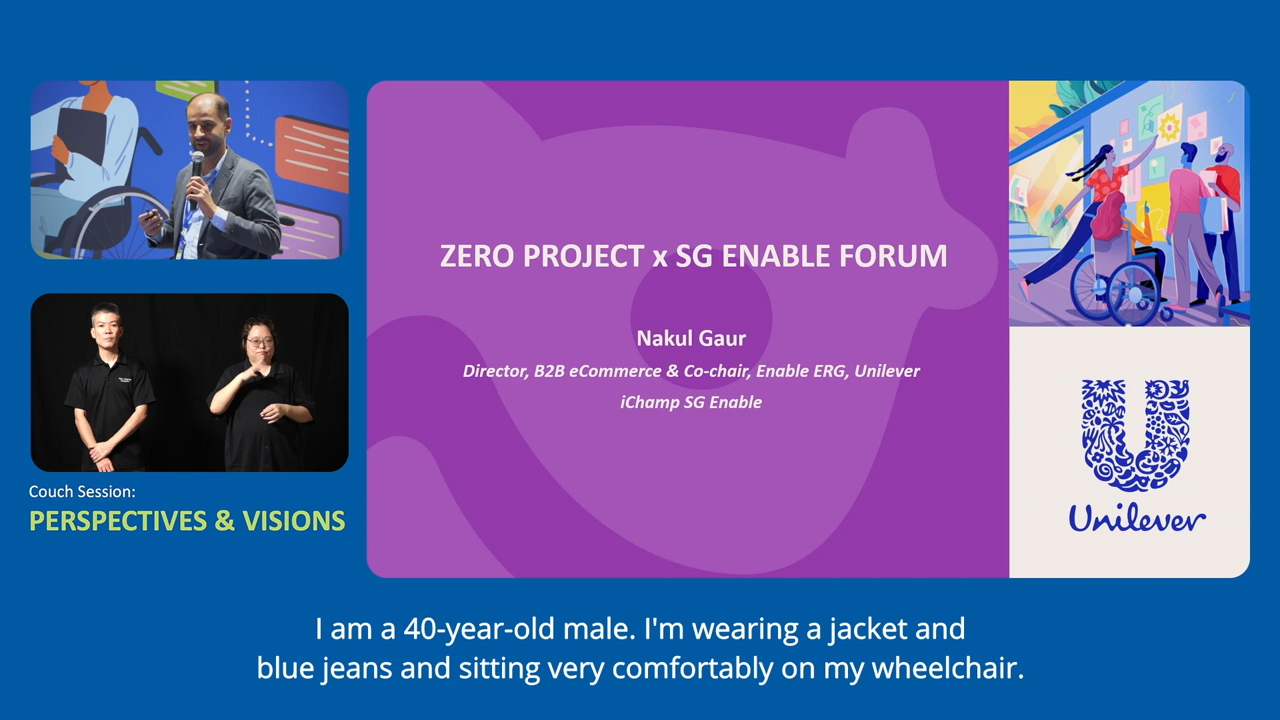 ZERO PROJECT x SG ENABLE FORUM
Nakul Gaur
Director, B2B eCommerce & Co-chair, Enable ERG, Unilever
iChamp SG Enable
Unilever
Couch Session:
PERSPECTIVES & VISIONS
I am a 40-year-old male. I'm wearing a jacket and
blue jeans and sitting very comfortably on my wheelchair.